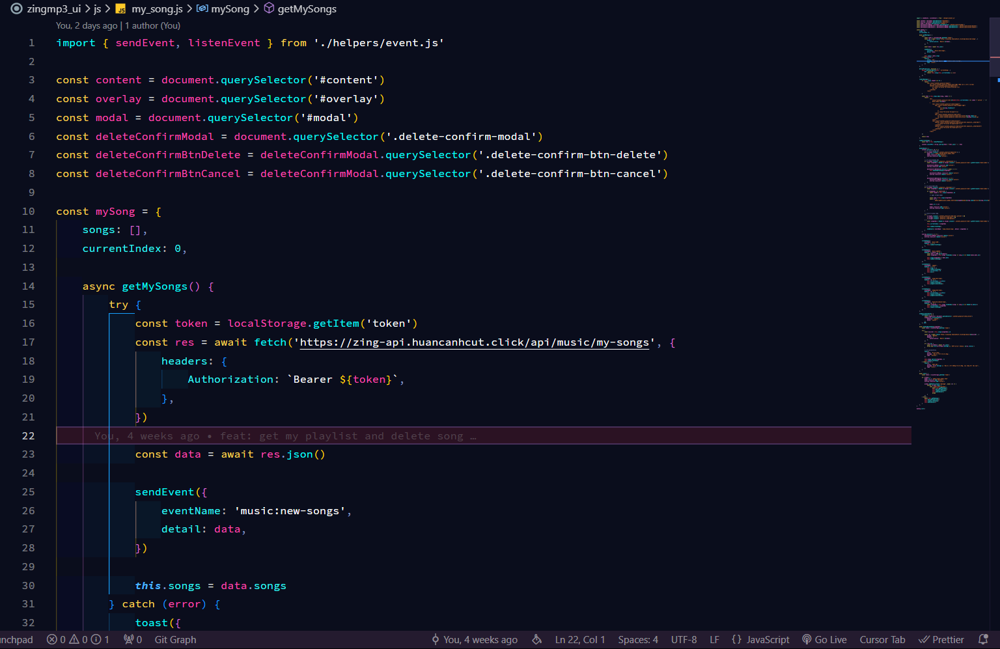 zingmp3_ui > js > JS my_song.js > mySong > getMySongs
You, 2 days ago | 1 author (You)
1 import { sendEvent, listenEvent } from './helpers/event.js'
2
3 const content = document.querySelector('#content')
4 const overlay = document.querySelector('#overlay')
5 const modal = document.querySelector('#modal')
6 const deleteConfirmModal = document.querySelector('.delete-confirm-modal')
7 const deleteConfirmBtnDelete = deleteConfirmModal.querySelector('.delete-confirm-btn-delete')
8 const deleteConfirmBtnCancel = deleteConfirmModal.querySelector('.delete-confirm-btn-cancel')
9
10 const mySong = {
11 songs: [],
12 currentIndex: 0,
13
14 async getMySongs() {
15 try {
16 const token = localStorage.getItem('token')
17 const res = await fetch('https://zing-api.huancanhcut.click/api/music/my-songs', {
18 headers: {
19 Authorization: `Bearer ${token}`,
20 },
21 })
22 You, 4 weeks ago • feat: get my playlist and delete song …
23 const data = await res.json()
24
25 sendEvent({
26 eventName: 'music:new-songs',
27 detail: data,
28 })
29
30 this.songs = data.songs
31 } catch (error) {
32 toast({
nchpad 0 0 1 0 Git Graph You, 4 weeks ago Ln 22, Col 1 Spaces: 4 UTF-8 LF {} JavaScript Go Live Cursor Tab Prettier